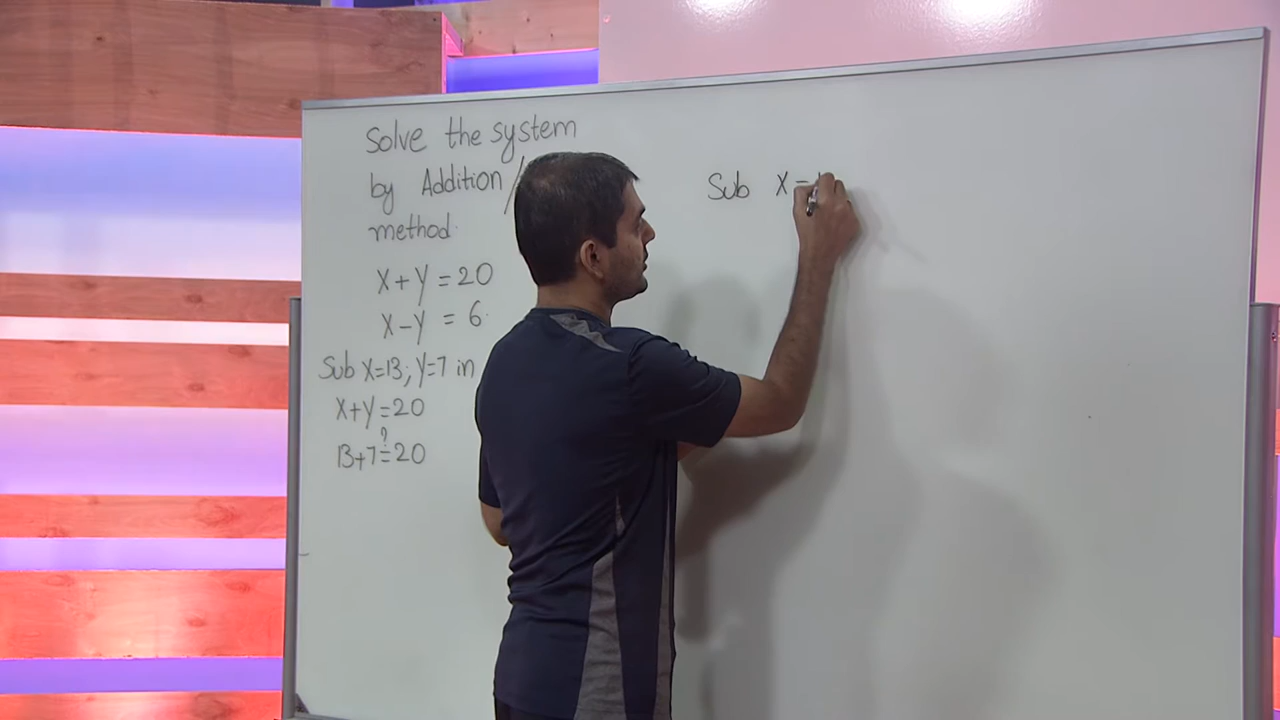 Solve the system
by Addition/
method.
X+Y=20
X-Y = 6.
Sub X=13; Y=7 in
X+Y=20
?
13+7=20
Sub X=